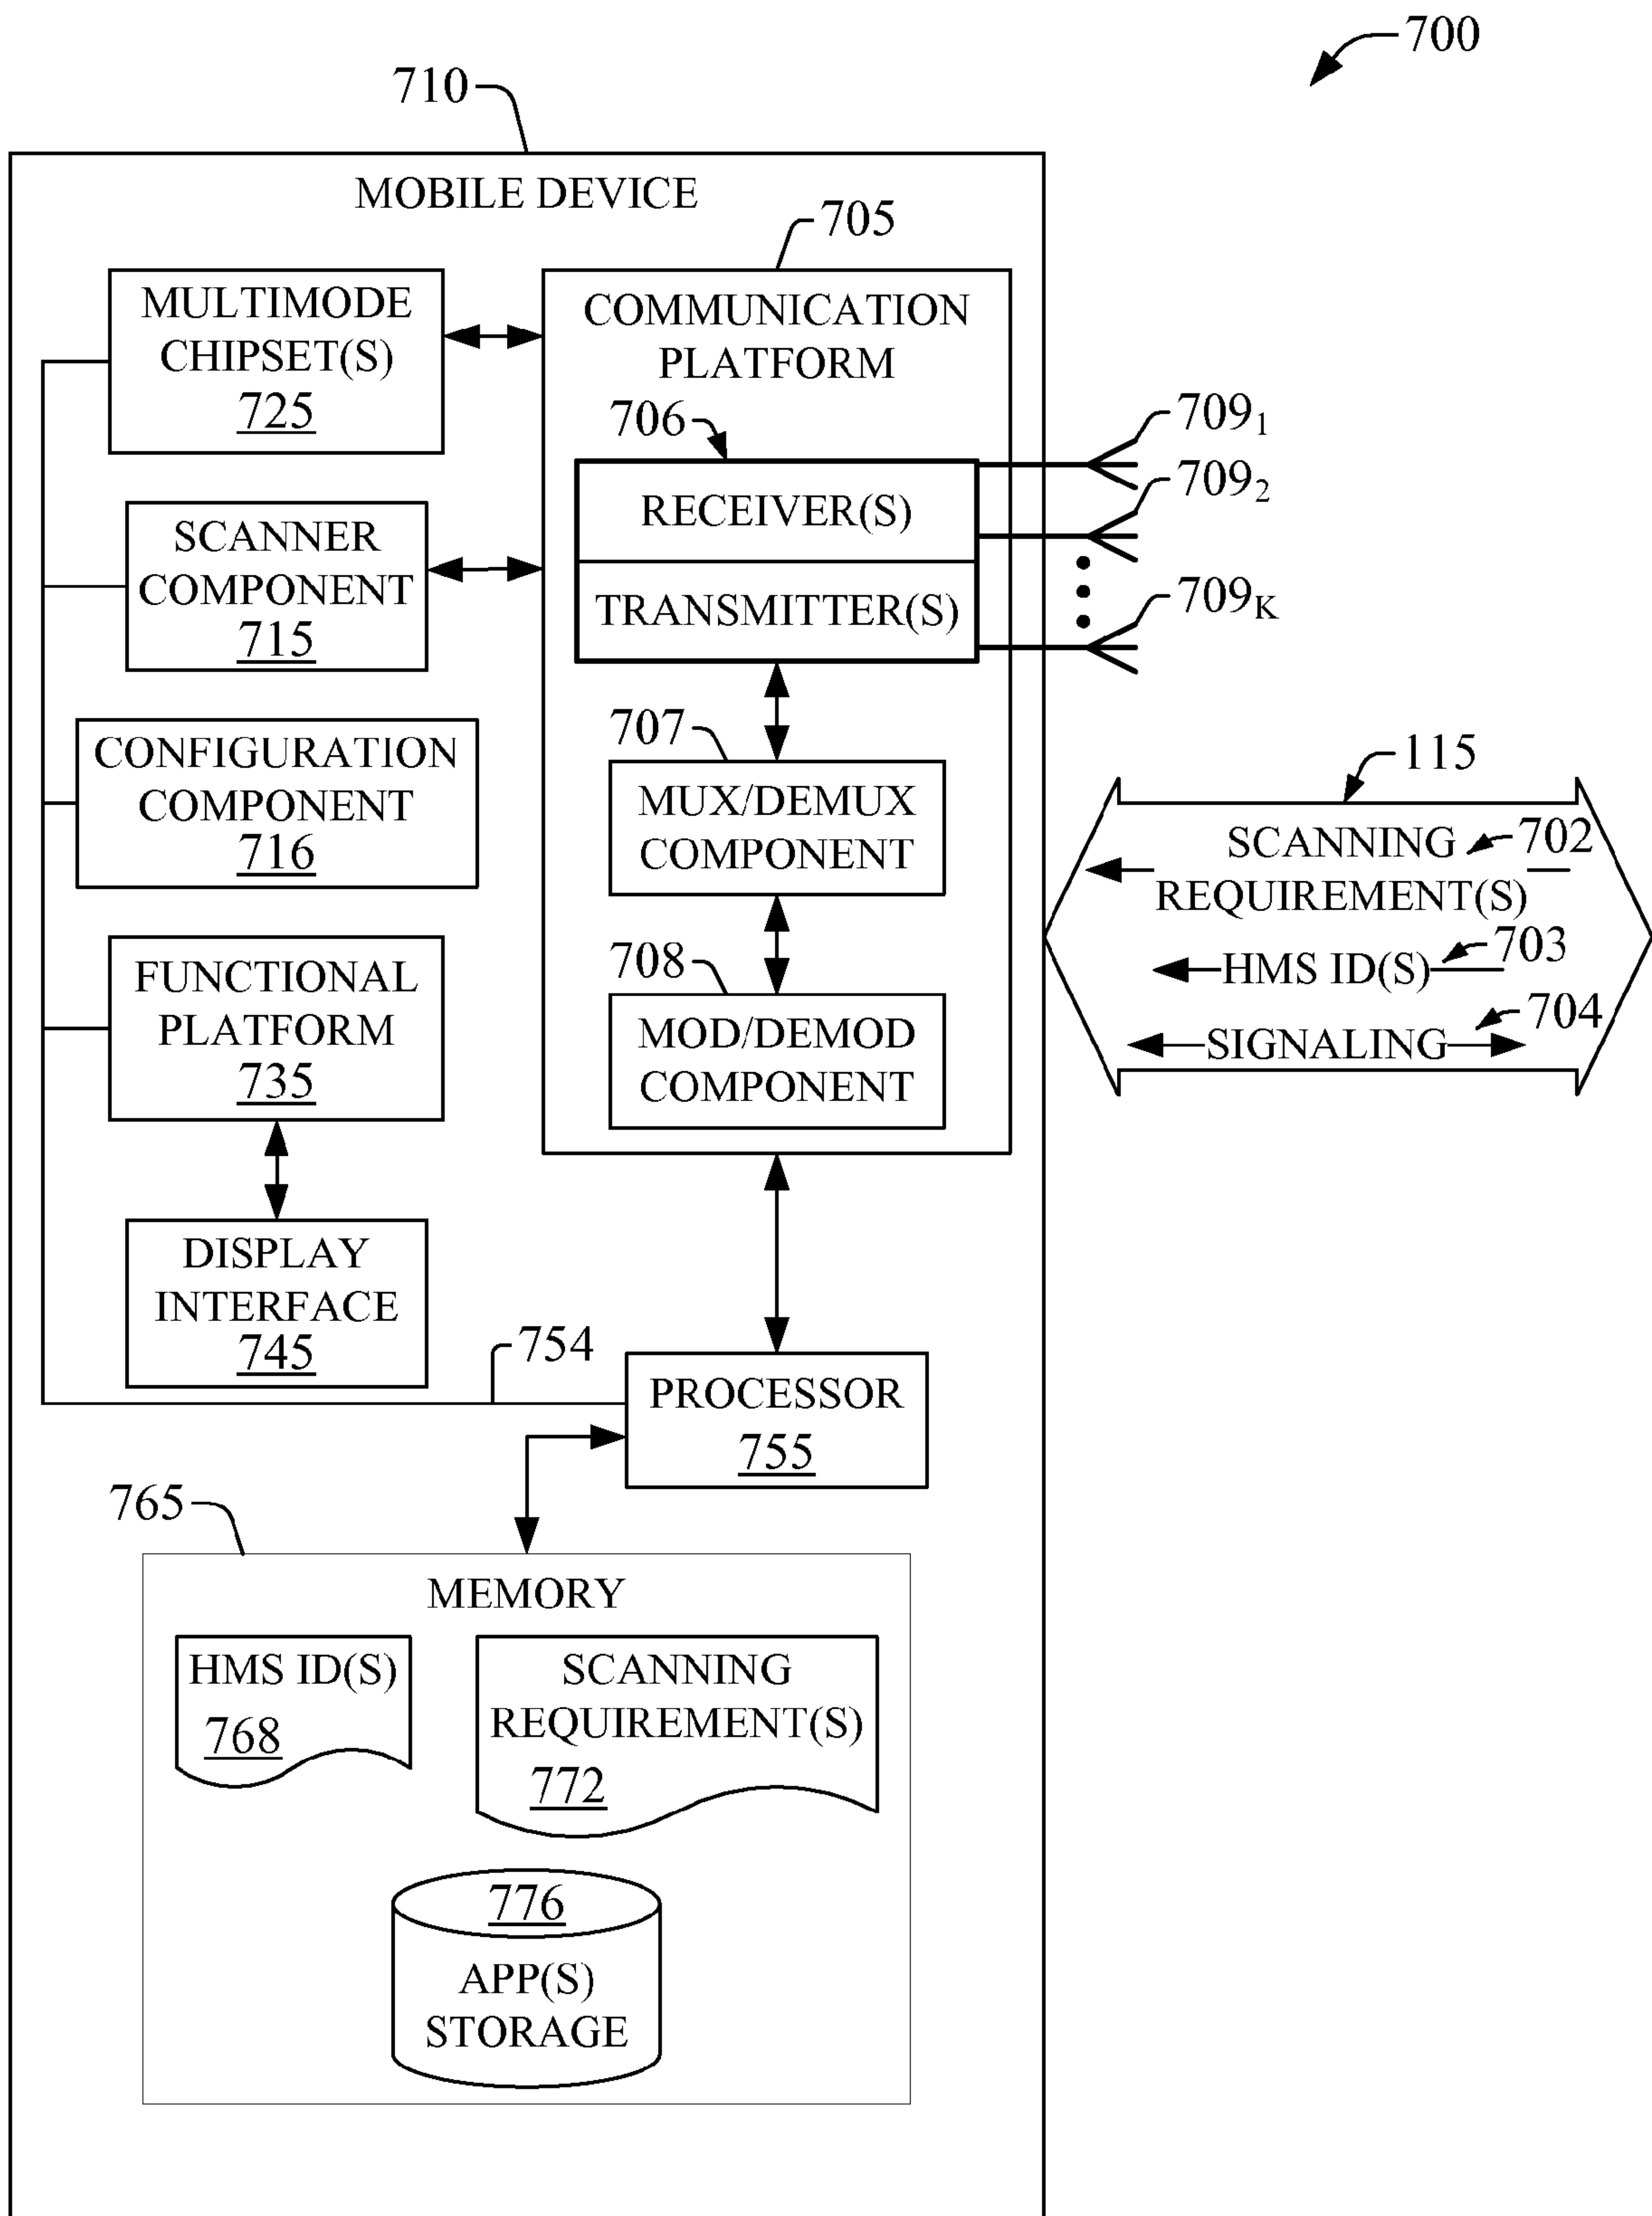 700
710
MOBILE DEVICE
705
MULTIMODE
CHIPSET(S)
725
COMMUNICATION
PLATFORM
706
RECEIVER(S)
TRANSMITTER(S)
709₁
709₂
709ₖ
SCANNER
COMPONENT
715
707
MUX/DEMUX
COMPONENT
CONFIGURATION
COMPONENT
716
115
SCANNING
REQUIREMENT(S)
702
HMS ID(S)
703
SIGNALING
704
708
MOD/DEMOD
COMPONENT
FUNCTIONAL
PLATFORM
735
DISPLAY
INTERFACE
745
754
PROCESSOR
755
765
MEMORY
HMS ID(S)
768
SCANNING
REQUIREMENT(S)
772
776
APP(S)
STORAGE